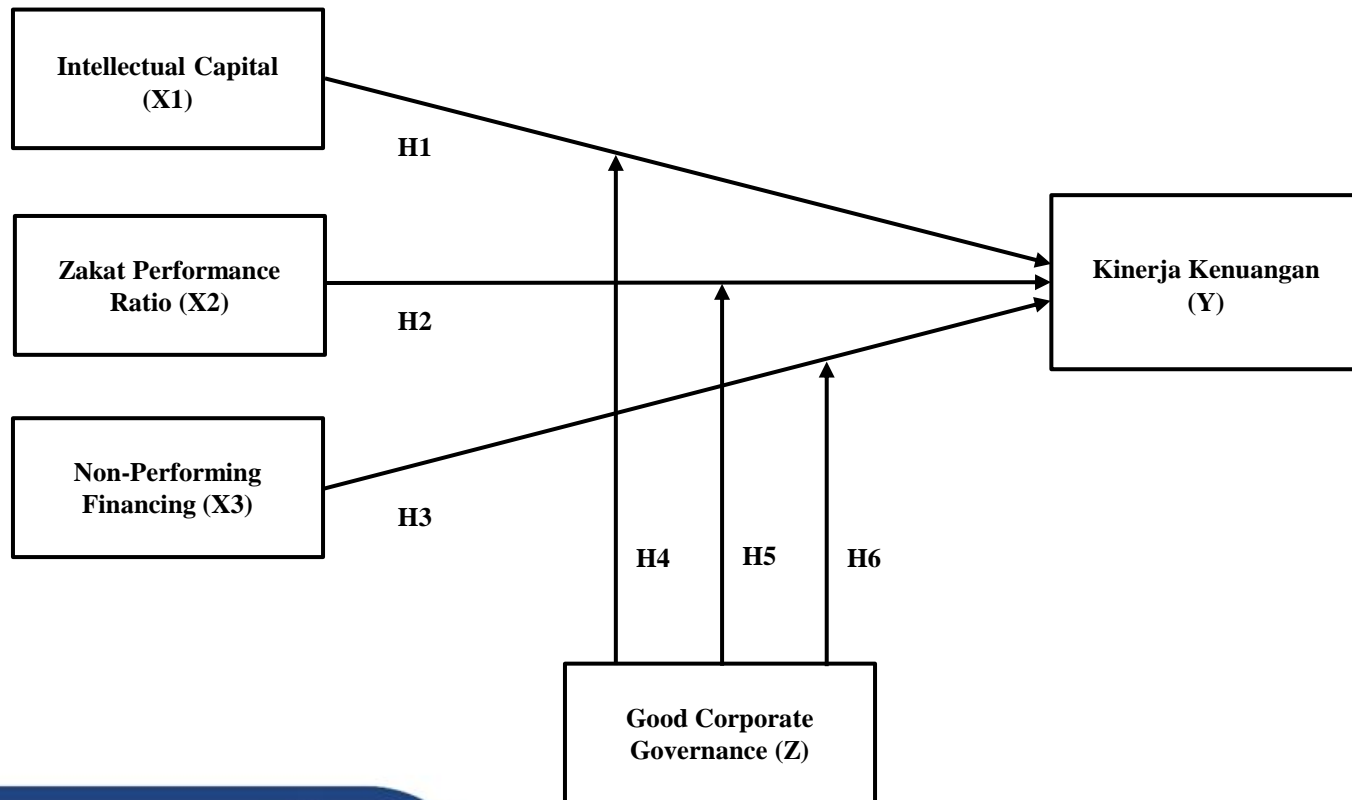 Intellectual Capital
(X1)
H1
Zakat Performance
Ratio (X2)
H2
Kinerja Kenuangan
(Y)
Non-Performing
Financing (X3)
H3
H4
H5
H6
Good Corporate
Governance (Z)